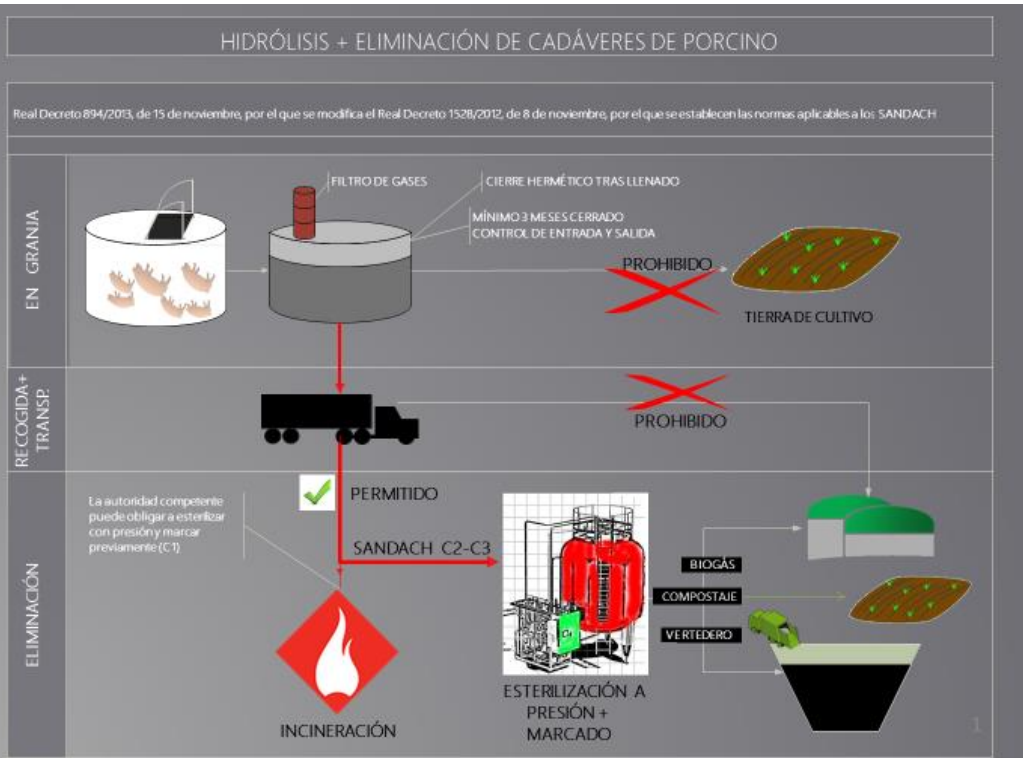 HIDRÓLISIS + ELIMINACIÓN DE CADÁVERES DE PORCINO
Real Decreto 894/2013, de 15 de noviembre, por el que se modifica el Real Decreto 1528/2012, de 8 de noviembre, por el que se establecen las normas aplicables a los SANDACH
EN GRANJA
FILTRO DE GASES
CIERRE HERMÉTICO TRAS LLENADO
MÍNIMO 3 MESES CERRADO
CONTROL DE ENTRADA Y SALIDA
PROHIBIDO
TIERRA DE CULTIVO
RECOGIDA+
TRANSP.
PROHIBIDO
ELIMINACIÓN
La autoridad competente
puede obligar a esterilizar
con presión y marcar
previamente (C1)
PERMITIDO
SANDACH C2-C3
INCINERACIÓN
ESTERILIZACIÓN A
PRESIÓN +
MARCADO
BIOGÁS
COMPOSTAJE
VERTEDERO
1